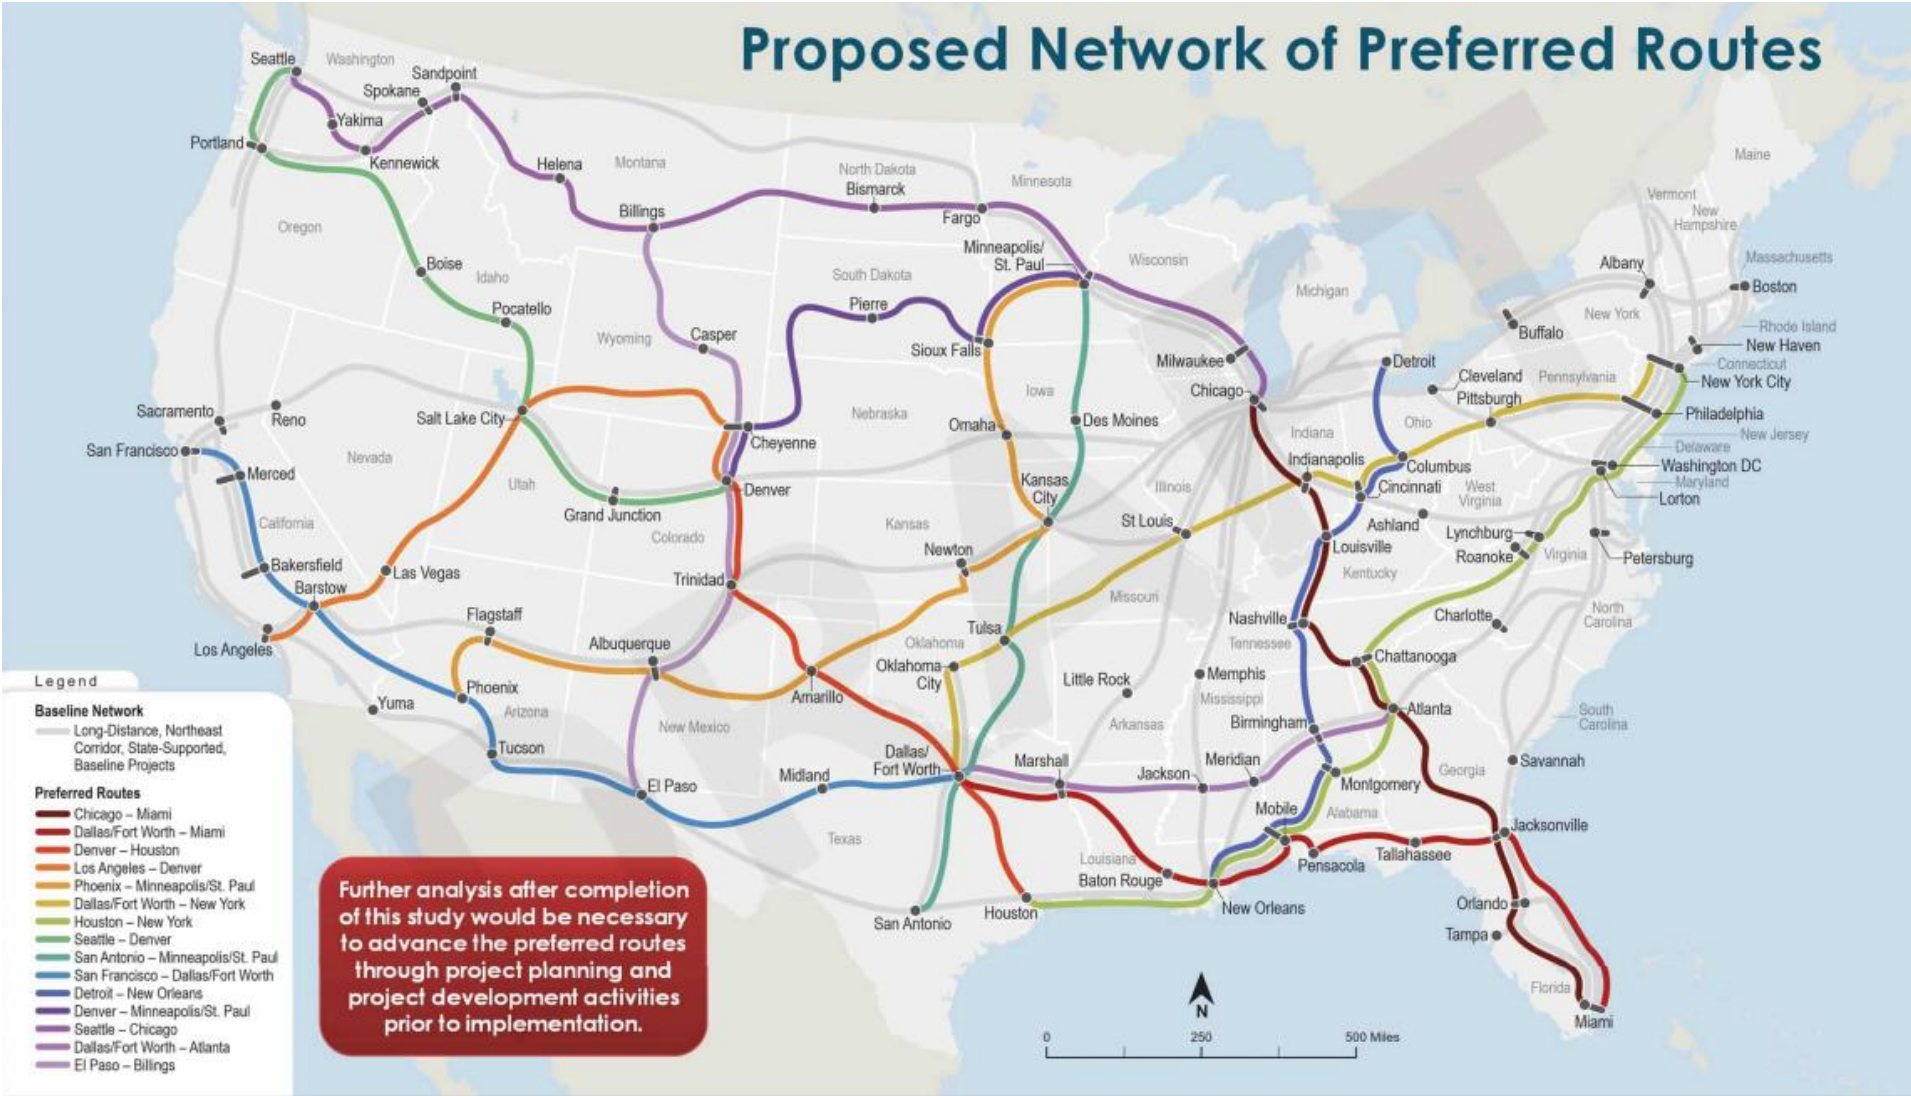 Proposed Network of Preferred Routes
Seattle
Washington
Sandpoint
Spokane
Yakima
Portland
Kennewick
Helena
Montana
North Dakota
Bismarck
Minnesota
Fargo
Billings
Maine
Vermont
New
Hampshire
Oregon
Boise
Idaho
Minneapolis/
St. Paul
Wisconsin
South Dakota
Pierre
Michigan
Albany
Massachusetts
Boston
New York
Buffalo
Rhode Island
New Haven
Connecticut
New York City
Pocatello
Wyoming
Casper
Sioux Falls
Milwaukee
Chicago
Detroit
Cleveland
Pennsylvania
Pittsburgh
Philadelphia
New Jersey
Delaware
Washington DC
Maryland
Lorton
Iowa
Sacramento
Reno
San Francisco
Salt Lake City
Nebraska
Omaha
Des Moines
Cheyenne
Indiana
Ohio
Indianapolis
Columbus
Cincinnati
West
Virginia
Nevada
Merced
Utah
Denver
Kansas
City
Illinois
St Louis
Ashland
Lynchburg
Roanoke
Virginia
Petersburg
Louisville
Kentucky
California
Grand Junction
Colorado
Kansas
Newton
Bakersfield
Barstow
Las Vegas
Trinidad
Missouri
Flagstaff
Albuquerque
Los Angeles
Oklahoma
Tulsa
Oklahoma
City
Nashville
Tennessee
Charlotte
North
Carolina
Chattanooga
Little Rock
Memphis
Mississippi
Arkansas
Amarillo
Phoenix
Yuma
Arizona
New Mexico
Tucson
Birmingham
Atlanta
South
Carolina
Dallas/
Fort Worth
Marshall
Jackson
Meridian
Savannah
Georgia
Montgomery
Midland
El Paso
Mobile
Alabama
Jacksonville
Texas
Tallahassee
Pensacola
Louisiana
Baton Rouge
New Orleans
San Antonio
Houston
Orlando
Tampa
Florida
Miami
Legend
Baseline Network
Long-Distance, Northeast
Corridor, State-Supported,
Baseline Projects
Preferred Routes
Chicago – Miami
Dallas/Fort Worth – Miami
Denver – Houston
Los Angeles – Denver
Phoenix – Minneapolis/St. Paul
Dallas/Fort Worth – New York
Houston – New York
Seattle – Denver
San Antonio – Minneapolis/St. Paul
San Francisco – Dallas/Fort Worth
Detroit – New Orleans
Denver – Minneapolis/St. Paul
Seattle – Chicago
Dallas/Fort Worth – Atlanta
El Paso – Billings
Further analysis after completion
of this study would be necessary
to advance the preferred routes
through project planning and
project development activities
prior to implementation.
N
0 250 500 Miles
DRAFT